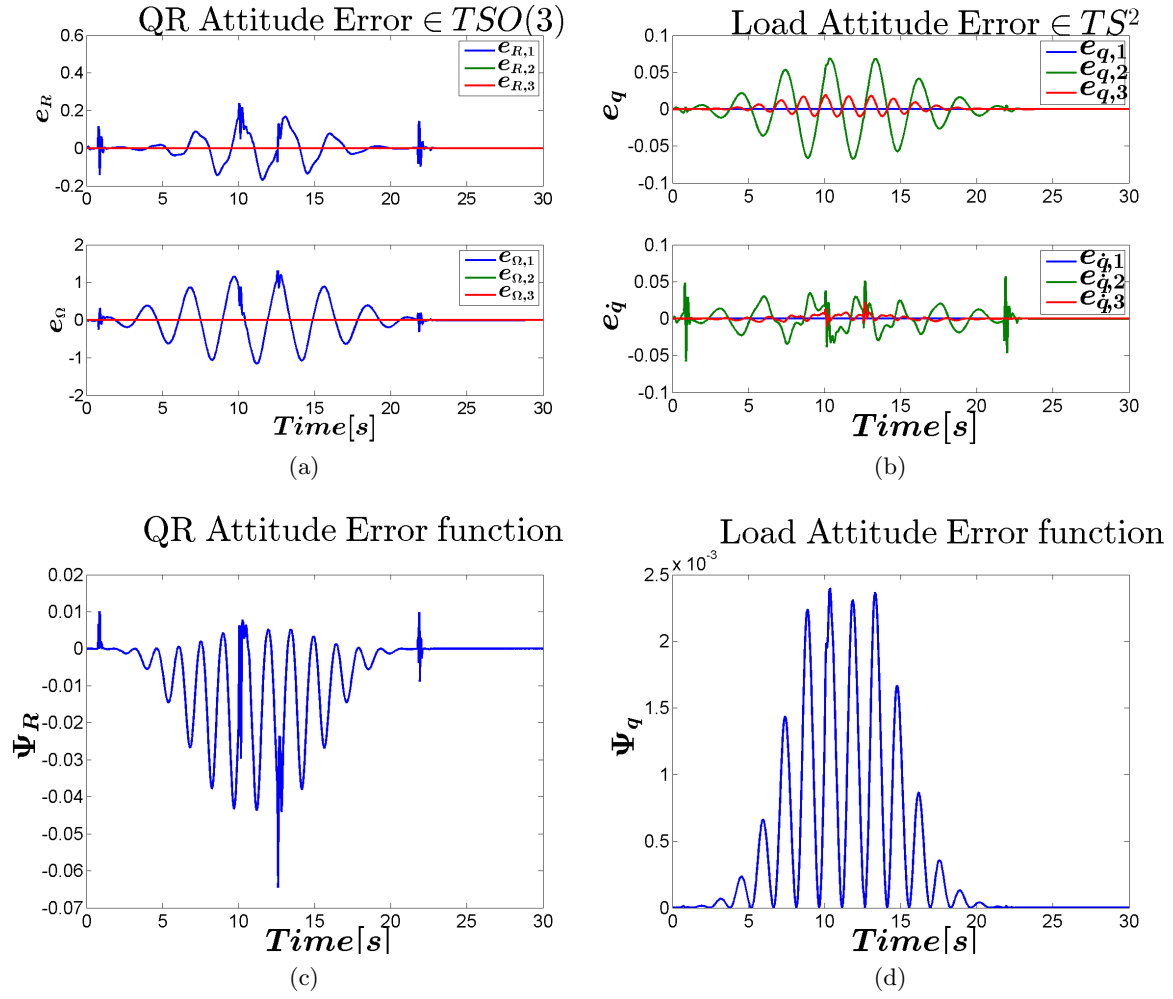 QR Attitude Error ∈ TSO(3)
0.6
0.4
0.2
0
-0.2
e_R
e_{R,1}
e_{R,2}
e_{R,3}
0 5 10 15 20 25 30
2
1
0
-1
-2
e_Ω
e_{Ω,1}
e_{Ω,2}
e_{Ω,3}
0 5 10 15 20 25 30
Time[s]
(a)
Load Attitude Error ∈ TS²
0.1
0.05
0
-0.05
-0.1
e_q
e_{q,1}
e_{q,2}
e_{q,3}
0 5 10 15 20 25 30
0.1
0.05
0
-0.05
-0.1
e_q̇
e_{q̇,1}
e_{q̇,2}
e_{q̇,3}
0 5 10 15 20 25 30
Time[s]
(b)
QR Attitude Error function
0.02
0.01
0
-0.01
-0.02
-0.03
-0.04
-0.05
-0.06
-0.07
Ψ_R
0 5 10 15 20 25 30
Time[s]
(c)
Load Attitude Error function
x 10⁻³
2.5
2
1.5
1
0.5
0
Ψ_q
0 5 10 15 20 25 30
Time[s]
(d)